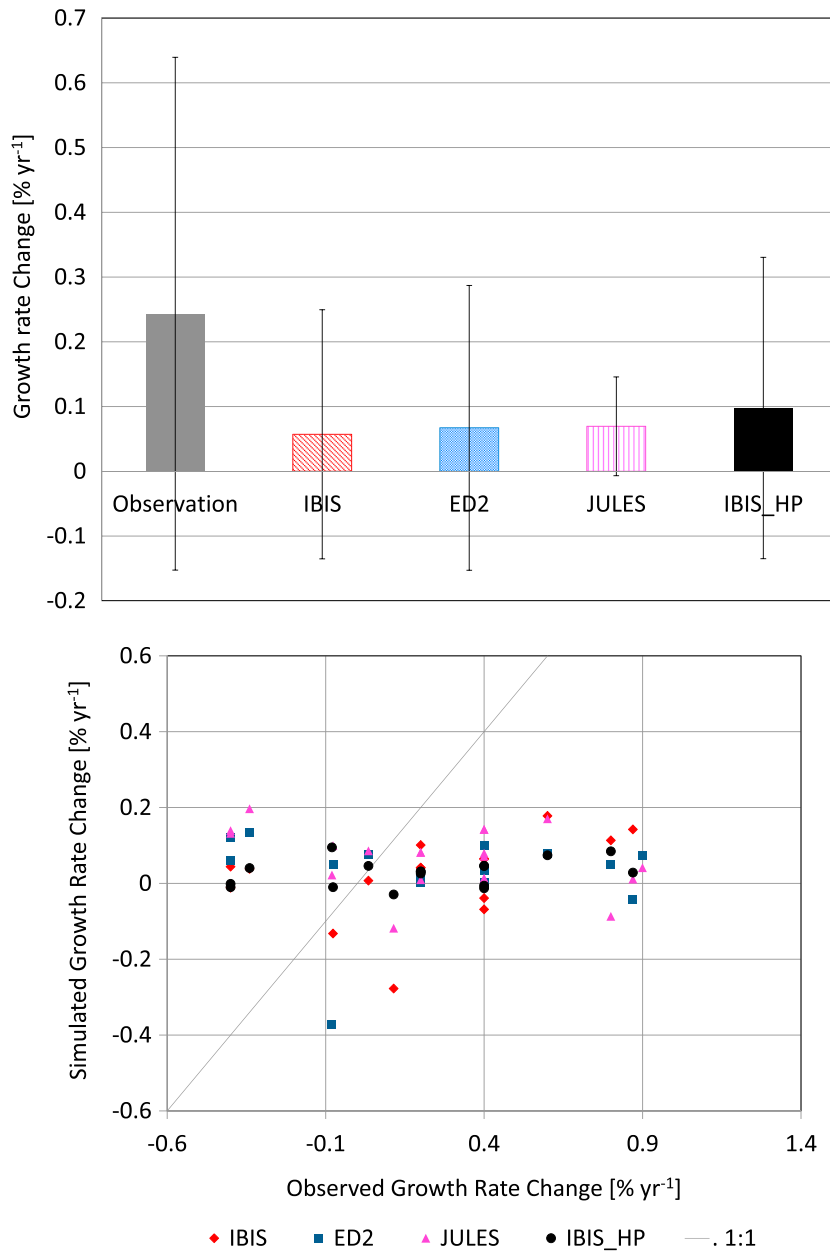 0.7
0.6
0.5
0.4
0.3
0.2
0.1
0
-0.1
-0.2
Growth rate Change [% yr-1]
Observation IBIS ED2 JULES IBIS_HP
0.6
0.4
0.2
0
-0.2
-0.4
-0.6
Simulated Growth Rate Change [% yr-1]
-0.6 -0.1 0.4 0.9 1.4
Observed Growth Rate Change [% yr-1]
IBIS ED2 JULES IBIS_HP . 1:1